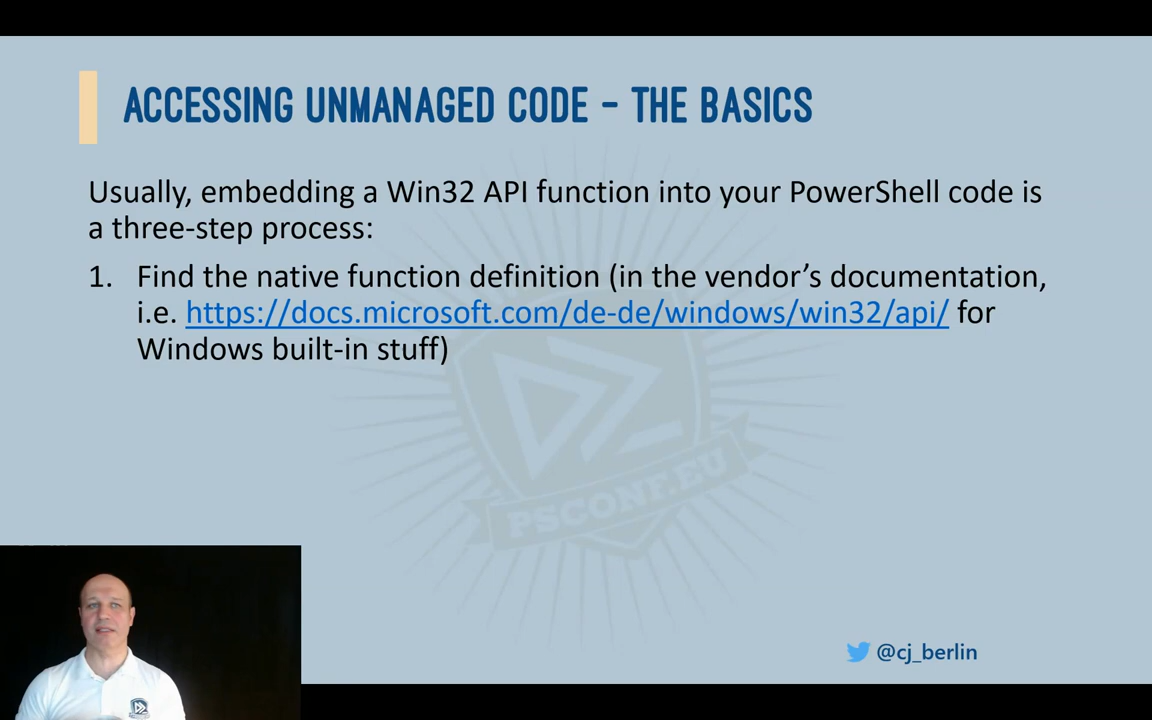 ACCESSING UNMANAGED CODE – THE BASICS
Usually, embedding a Win32 API function into your PowerShell code is
a three-step process:
1. Find the native function definition (in the vendor’s documentation,
i.e. https://docs.microsoft.com/de-de/windows/win32/api/ for
Windows built-in stuff)
PSCONF.EU
@cj_berlin